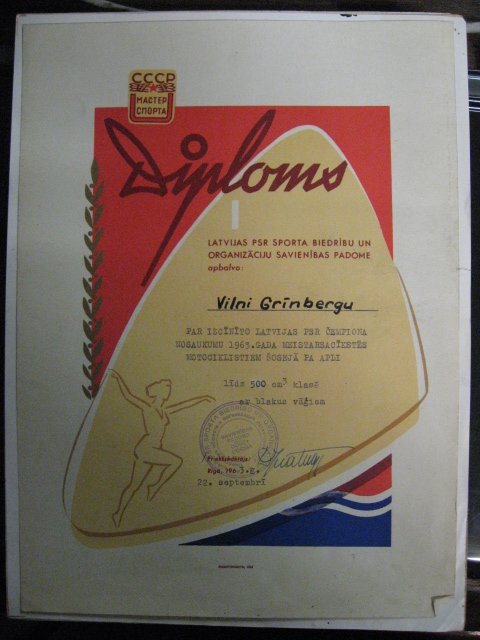 СССР
МАСТЕР
СПОРТА
Diploms
I
LATVIJAS PSR SPORTA BIEDRĪBU UN
ORGANIZĀCIJU SAVIENĪBAS PADOME
apbalvo:
Vilni Grīnbergu
PAR IZCĪNĪTO LATVIJAS PSR ČEMPIONA
NOSAUKUMU 1963.GADA MEISTARSACĪKSTĒS
MOTOCIKLISTIEM ŠOSEJĀ PA APLI
līdz 500 cm³ klasē
ar blakus vāģiem
Priekšsēdētājs
Rīgā, 1963.g.
22. septembrī